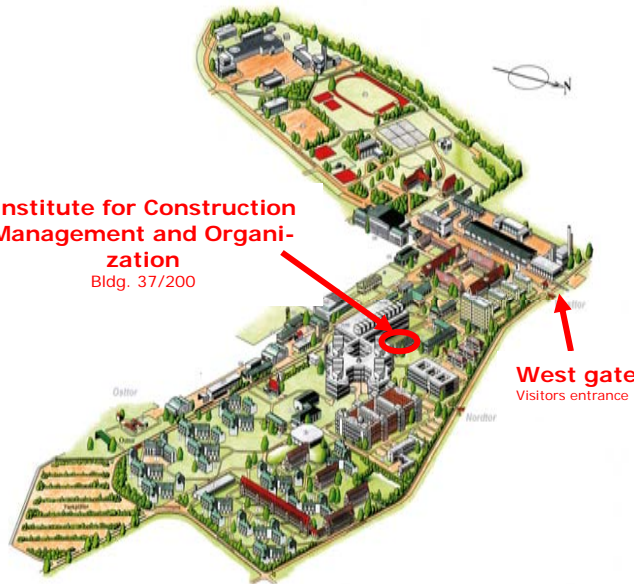 N
nstitute for Construction
Management and Organi-
zation
Bldg. 37/200
West gate
Visitors entrance
Osttor
Nordtor